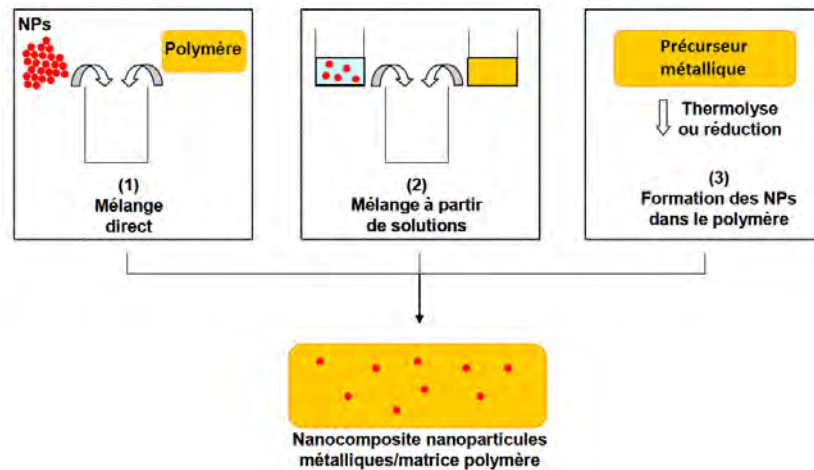 NPs
Polymère
(1)
Mélange
direct
(2)
Mélange à partir
de solutions
Précurseur
métallique
Thermolyse
ou réduction
(3)
Formation des NPs
dans le polymère
Nanocomposite nanoparticules
métalliques/matrice polymère